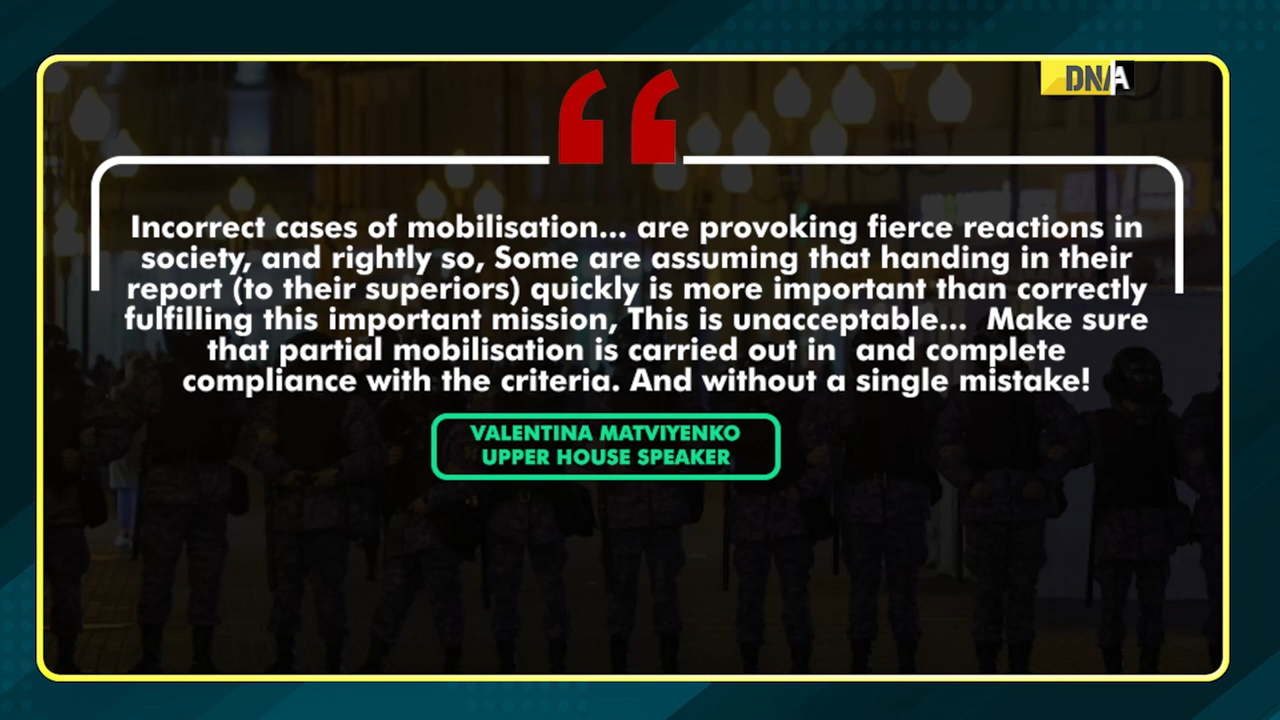 DNA
Incorrect cases of mobilisation... are provoking fierce reactions in
society, and rightly so, Some are assuming that handing in their
report (to their superiors) quickly is more important than correctly
fulfilling this important mission, This is unacceptable...  Make sure
that partial mobilisation is carried out in  and complete
compliance with the criteria. And without a single mistake!
VALENTINA MATVIYENKO
UPPER HOUSE SPEAKER